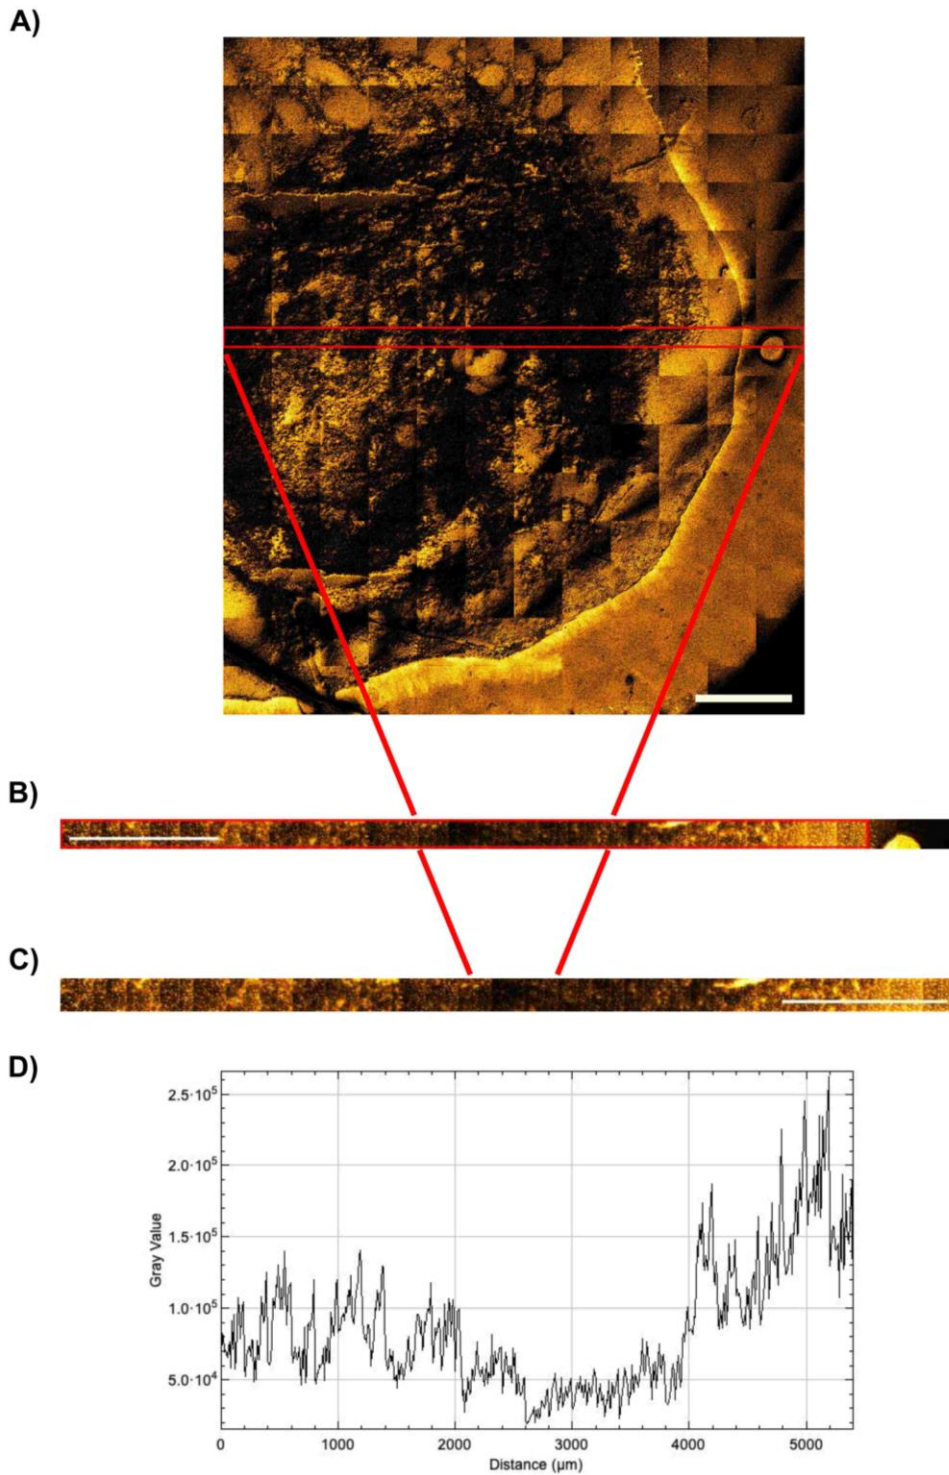 A)
B)
C)
D)
2.5·10⁵
2.0·10⁵
1.5·10⁵
1.0·10⁵
5.0·10⁴
Gray Value
0 1000 2000 3000 4000 5000
Distance (µm)